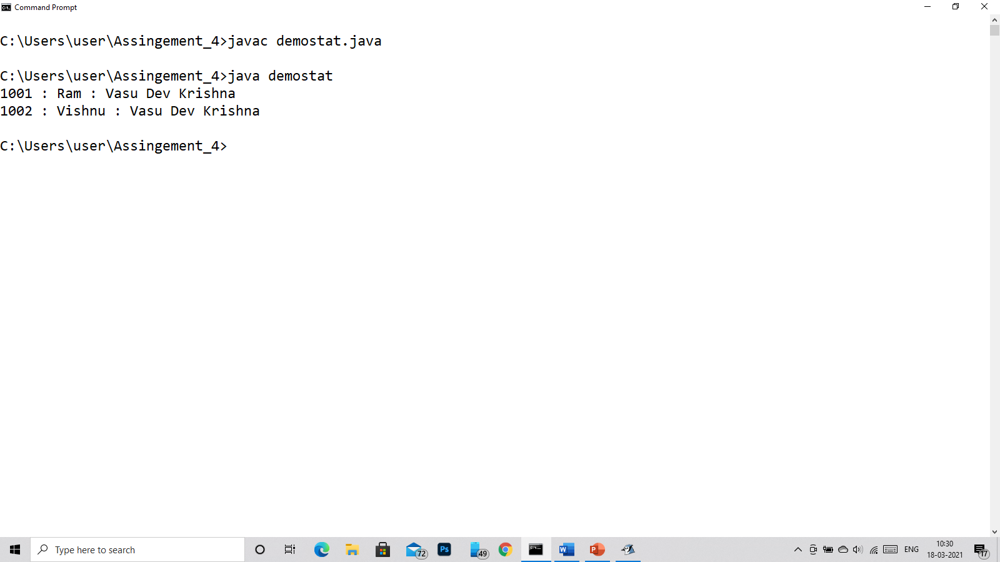 Command Prompt
C:\Users\user\Assingement_4>javac demostat.java
C:\Users\user\Assingement_4>java demostat
1001 : Ram : Vasu Dev Krishna
1002 : Vishnu : Vasu Dev Krishna
C:\Users\user\Assingement_4>
Type here to search
72
Ps
49
W
P
ENG
10:30
18-03-2021
17